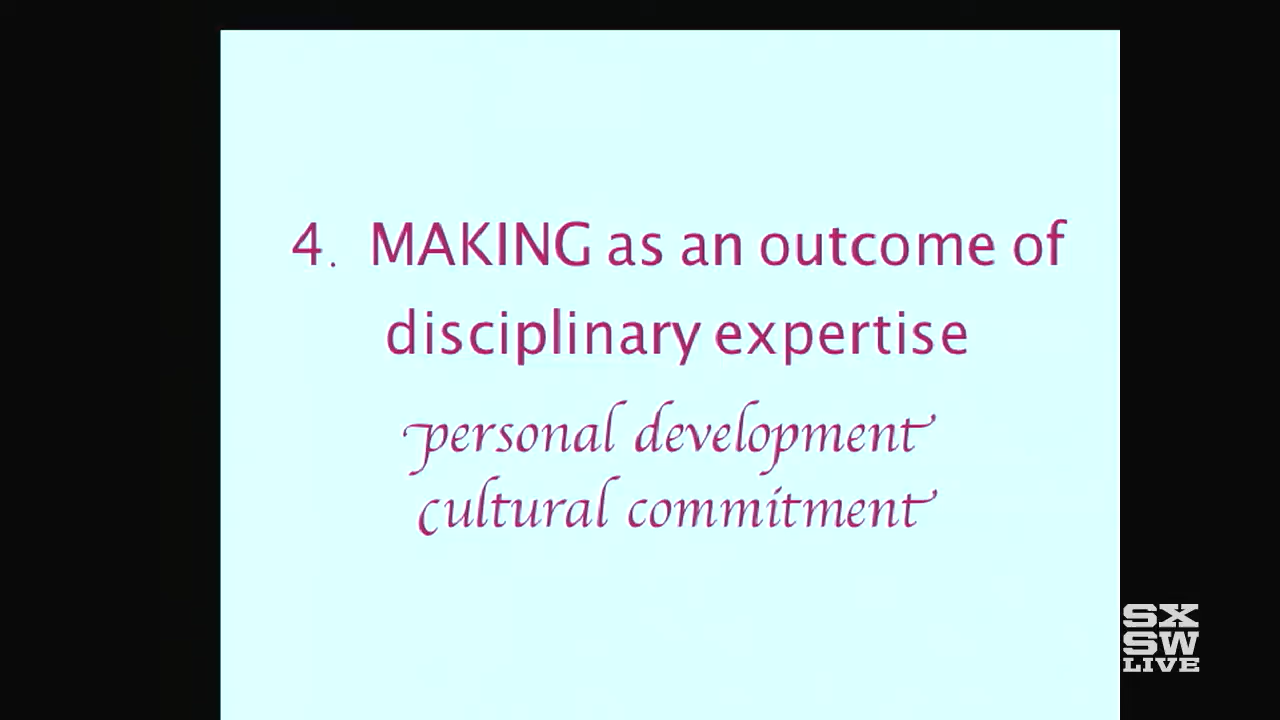 4. MAKING as an outcome of
disciplinary expertise
personal development
cultural commitment
SX
SW
LIVE